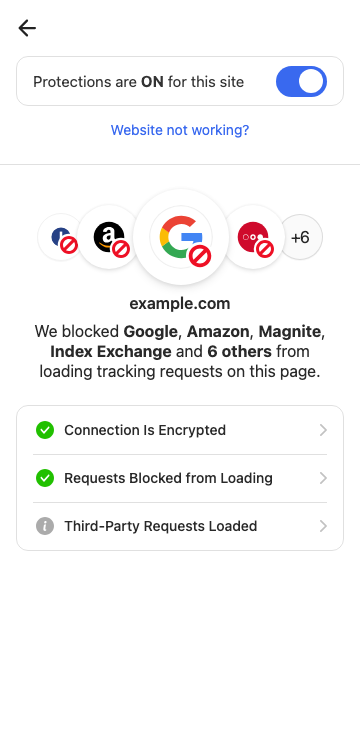 Protections are ON for this site
Website not working?
+6
example.com
We blocked Google, Amazon, Magnite,
Index Exchange and 6 others from
loading tracking requests on this page.
Connection Is Encrypted
Requests Blocked from Loading
Third-Party Requests Loaded